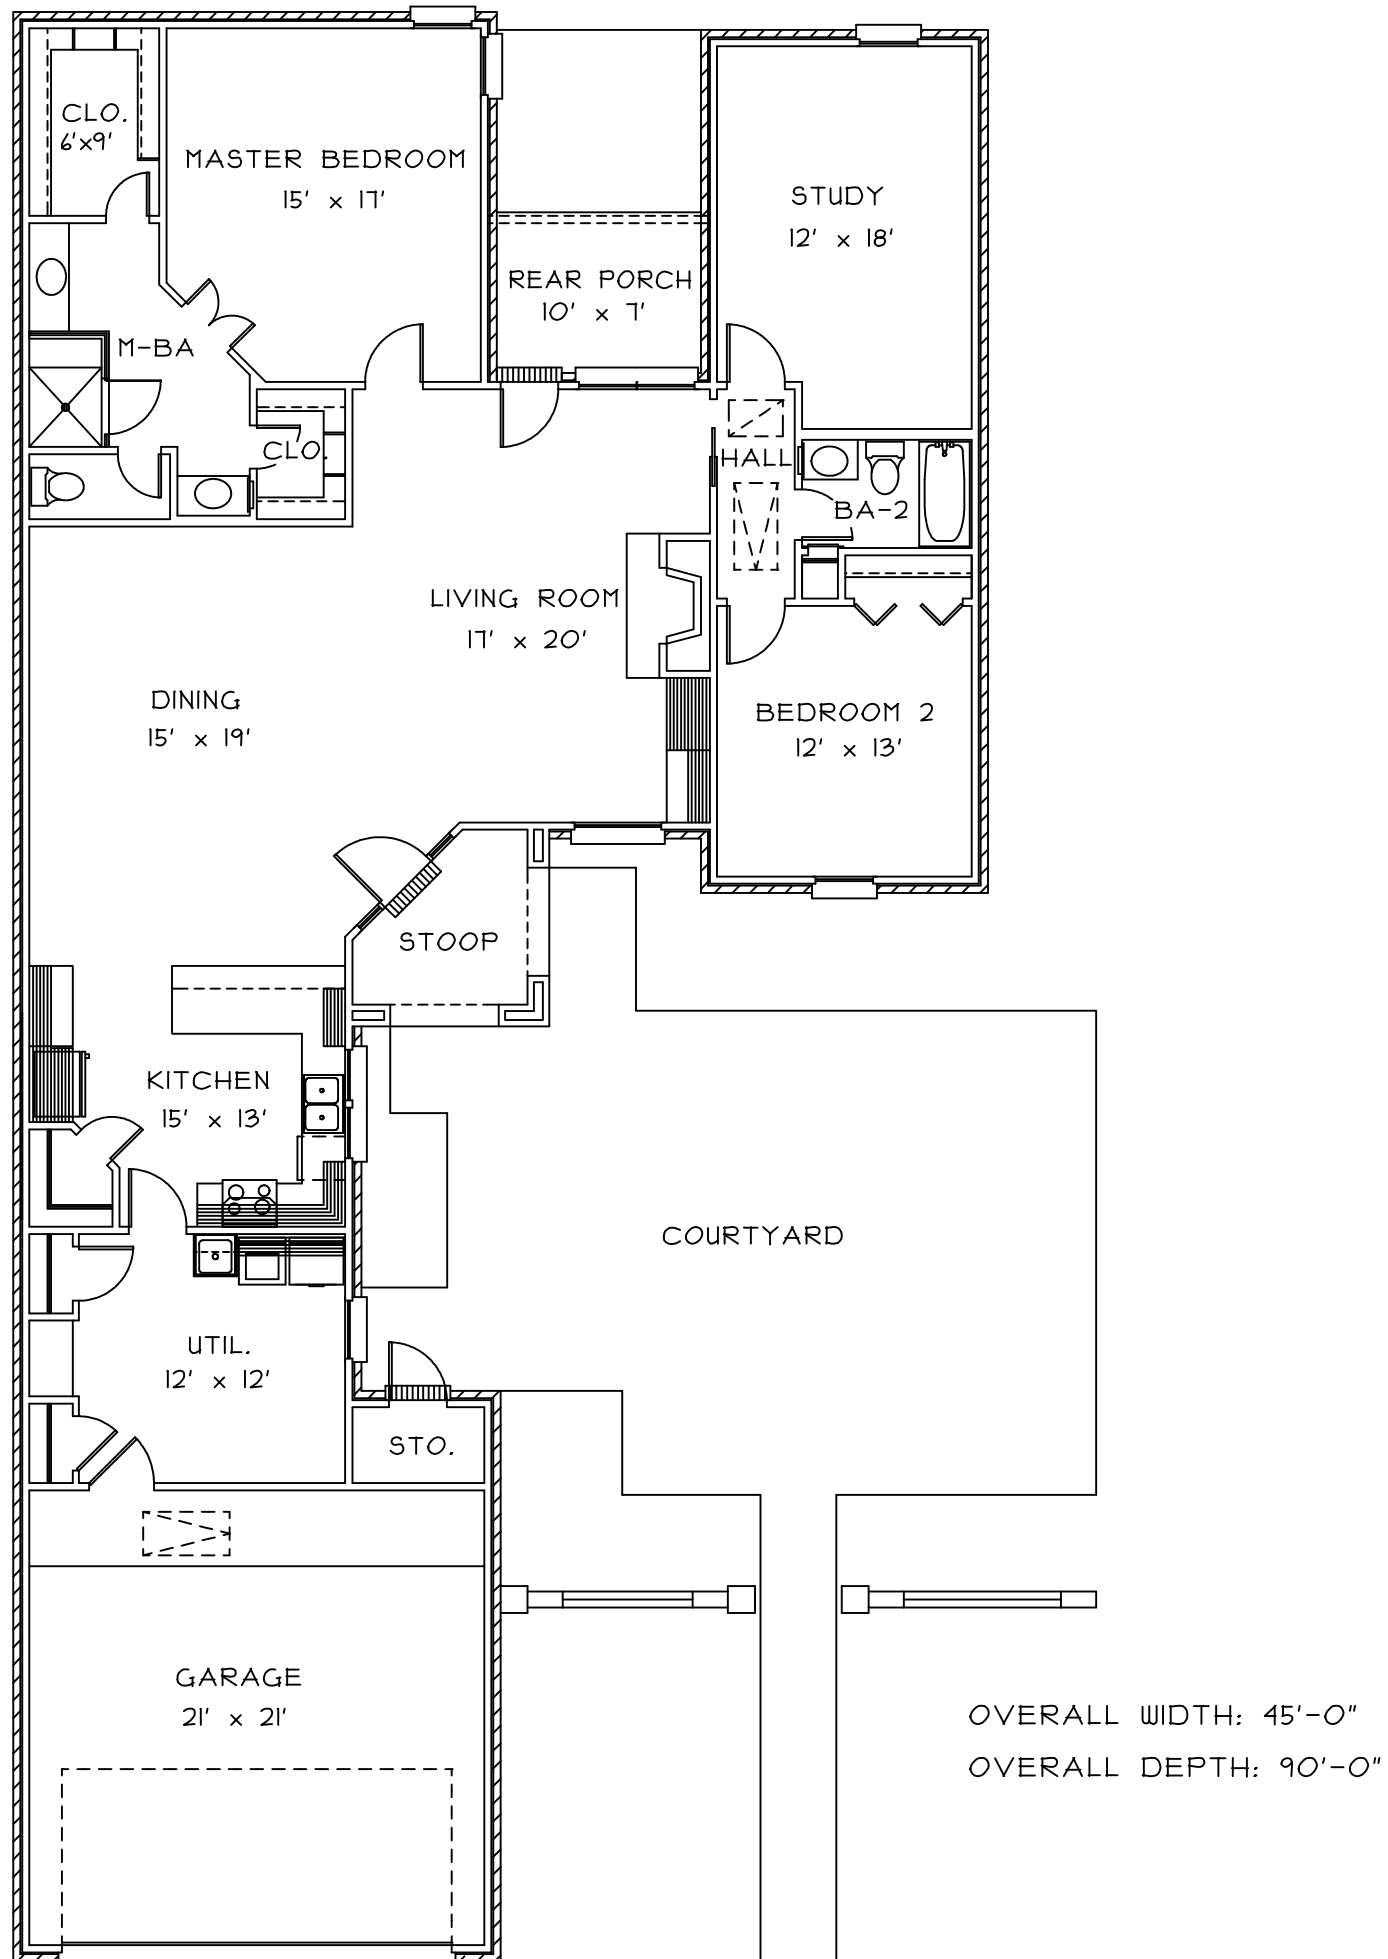 CLO.
6'x9'
MASTER BEDROOM
15' x 17'
STUDY
12' x 18'
REAR PORCH
10' x 7'
M-BA
CLO.
HALL
BA-2
LIVING ROOM
17' x 20'
DINING
15' x 19'
BEDROOM 2
12' x 13'
STOOP
KITCHEN
15' x 13'
COURTYARD
UTIL.
12' x 12'
STO.
GARAGE
21' x 21'
OVERALL WIDTH: 45'-0"
OVERALL DEPTH: 90'-0"